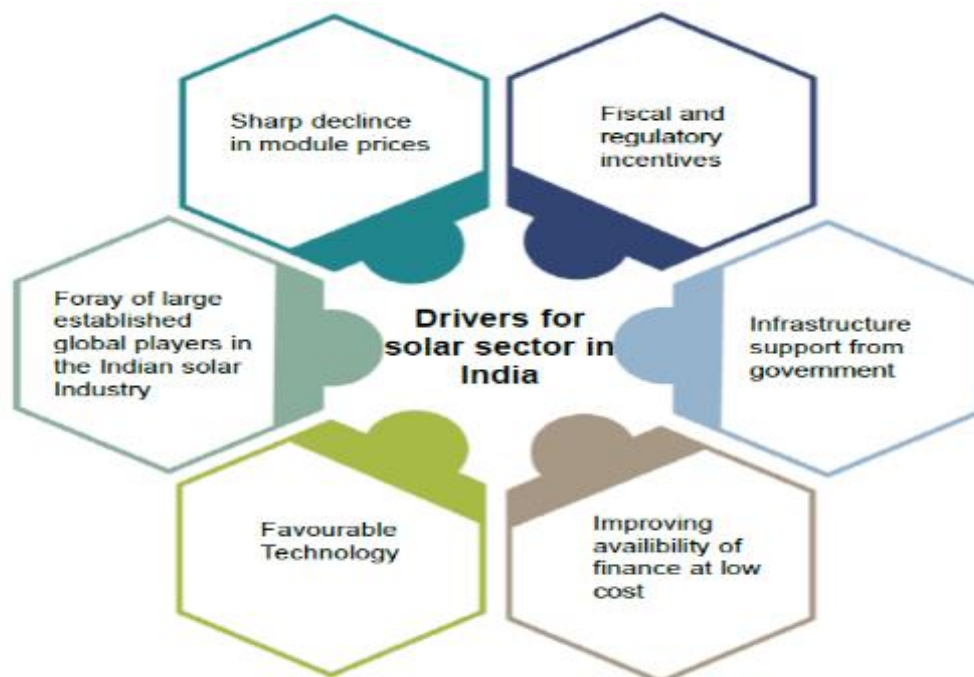 Sharp declince
in module prices
Fiscal and
regulatory
incentives
Foray of large
established
global players in
the Indian solar
Industry
Drivers for
solar sector in
India
Infrastructure
support from
government
Favourable
Technology
Improving
availibility of
finance at low
cost